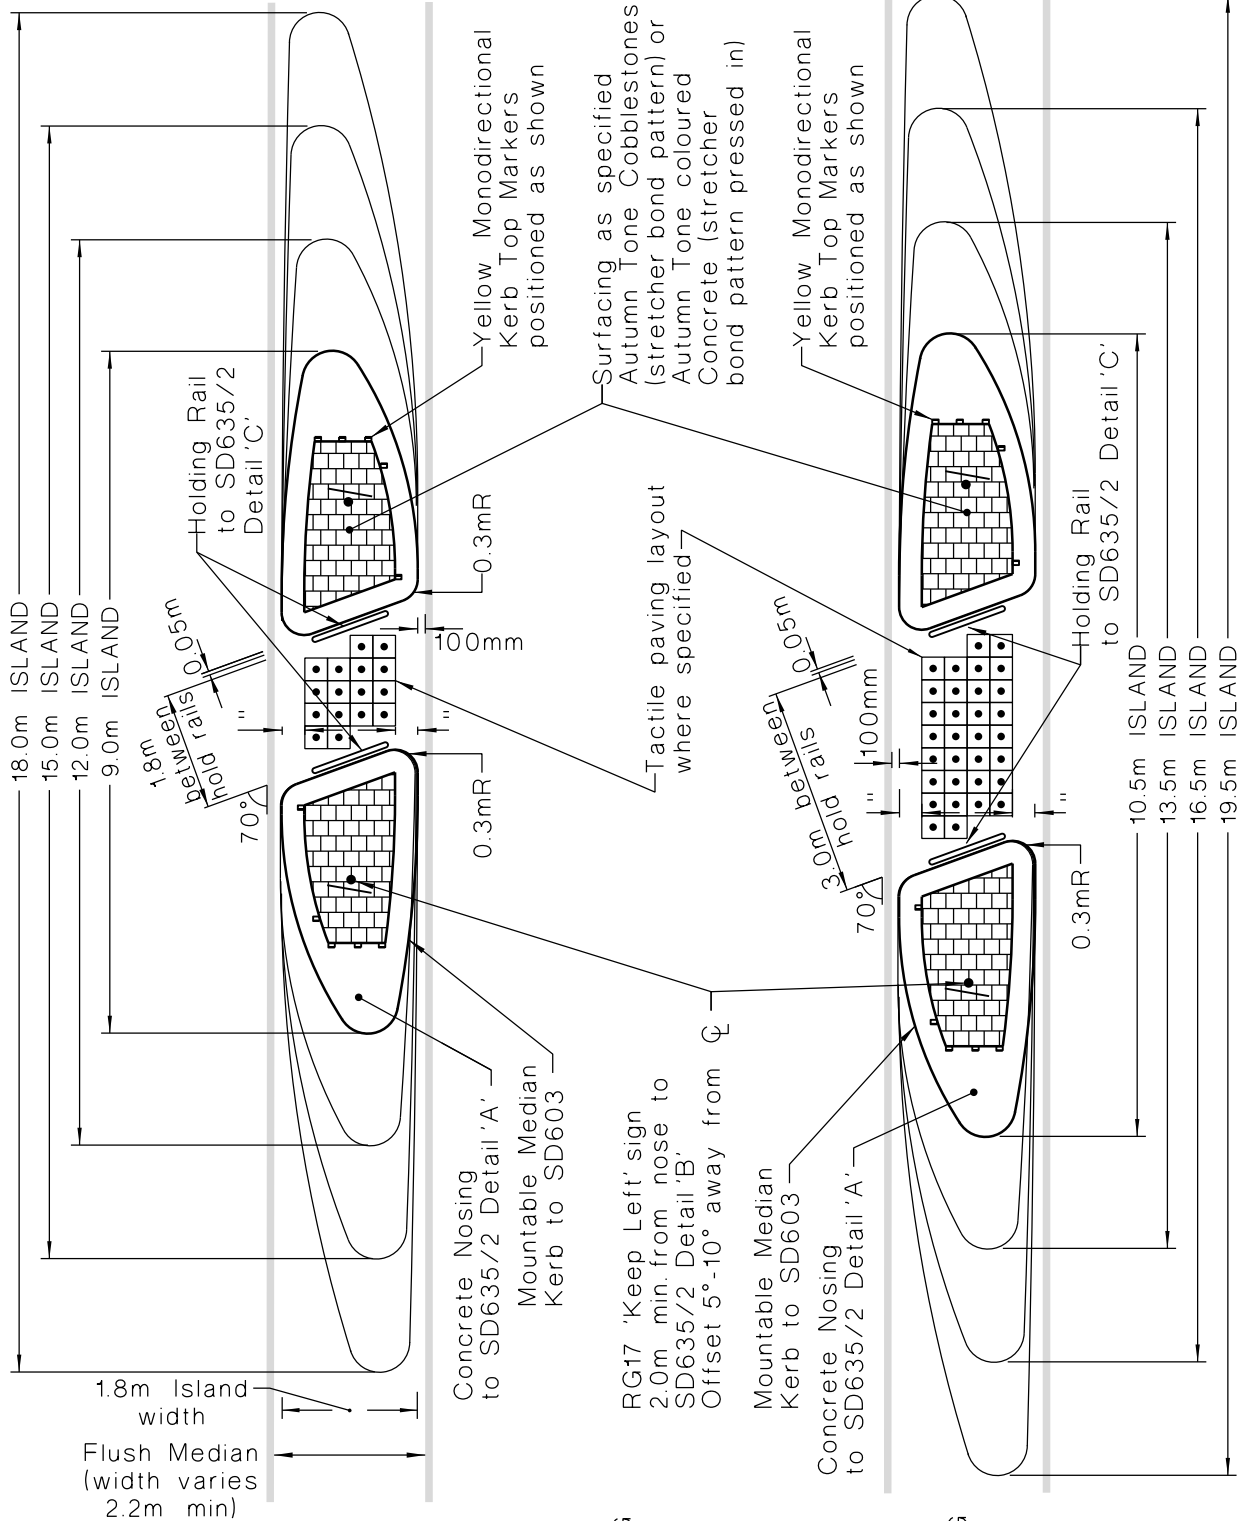 18.0m ISLAND
15.0m ISLAND
12.0m ISLAND
9.0m ISLAND
Holding Rail
to SD635/2
Detail 'C'
Yellow Monodirectional
Kerb Top Markers
positioned as shown
Surfacing as specified
Autumn Tone Cobblestones
(stretcher bond pattern) or
Autumn Tone coloured
Concrete (stretcher
bond pattern pressed in)
Yellow Monodirectional
Kerb Top Markers
positioned as shown
0.05m
1.8m
between
hold rails
70°
"
"
0.3mR
100mm
0.3mR
Tactile paving layout
where specified
0.05m
3.0m between
hold rails
70°
100mm
"
"
0.3mR
Holding Rail
to SD635/2 Detail 'C'
10.5m ISLAND
13.5m ISLAND
16.5m ISLAND
19.5m ISLAND
Concrete Nosing
to SD635/2 Detail 'A'
Mountable Median
Kerb to SD603
RG17 'Keep Left' sign
2.0m min. from nose to
SD635/2 Detail 'B'
Offset 5°-10° away from ℄
Mountable Median
Kerb to SD603
Concrete Nosing
to SD635/2 Detail 'A'
1.8m Island
width
Flush Median
(width varies
2.2m min)